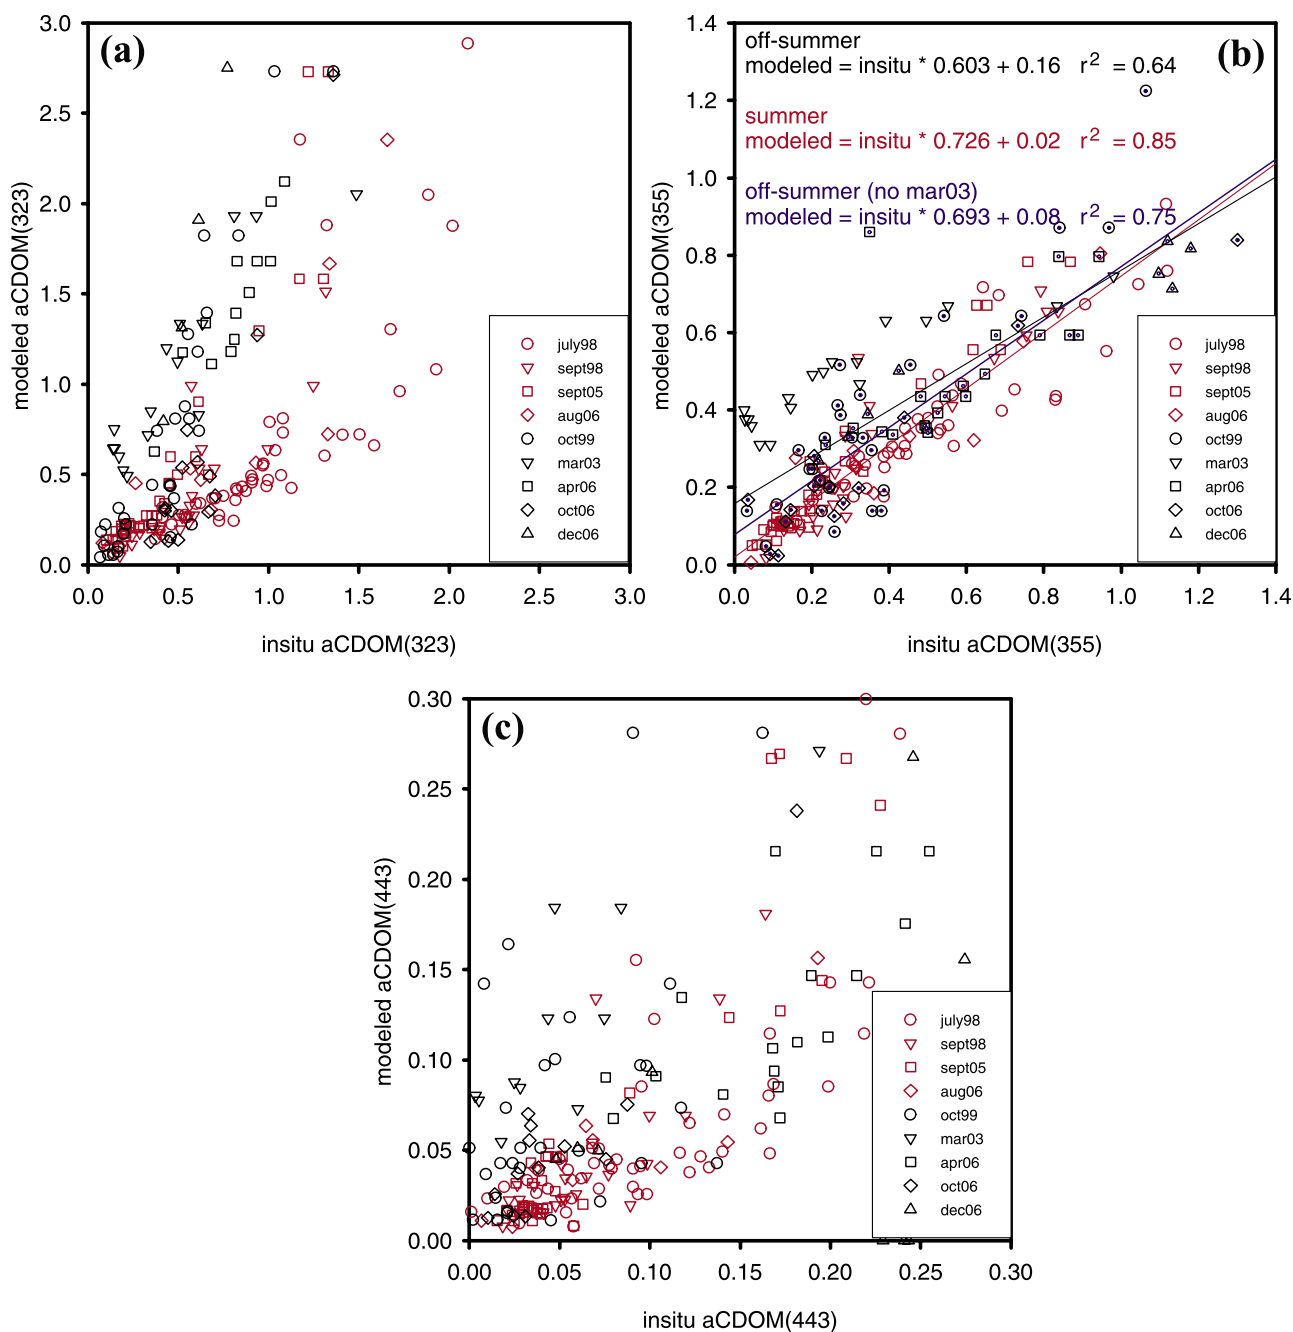 (a)
3.0
2.5
2.0
1.5
1.0
0.5
0.0
modeled aCDOM(323)
july98
sept98
sept05
aug06
oct99
mar03
apr06
oct06
dec06
0.0 0.5 1.0 1.5 2.0 2.5 3.0
insitu aCDOM(323)
(b)
off-summer
modeled = insitu * 0.603 + 0.16 r2 = 0.64
summer
modeled = insitu * 0.726 + 0.02 r2 = 0.85
off-summer (no mar03)
modeled = insitu * 0.693 + 0.08 r2 = 0.75
1.4
1.2
1.0
0.8
0.6
0.4
0.2
0.0
modeled aCDOM(355)
july98
sept98
sept05
aug06
oct99
mar03
apr06
oct06
dec06
0.0 0.2 0.4 0.6 0.8 1.0 1.2 1.4
insitu aCDOM(355)
(c)
0.30
0.25
0.20
0.15
0.10
0.05
0.00
modeled aCDOM(443)
july98
sept98
sept05
aug06
oct99
mar03
apr06
oct06
dec06
0.00 0.05 0.10 0.15 0.20 0.25 0.30
insitu aCDOM(443)